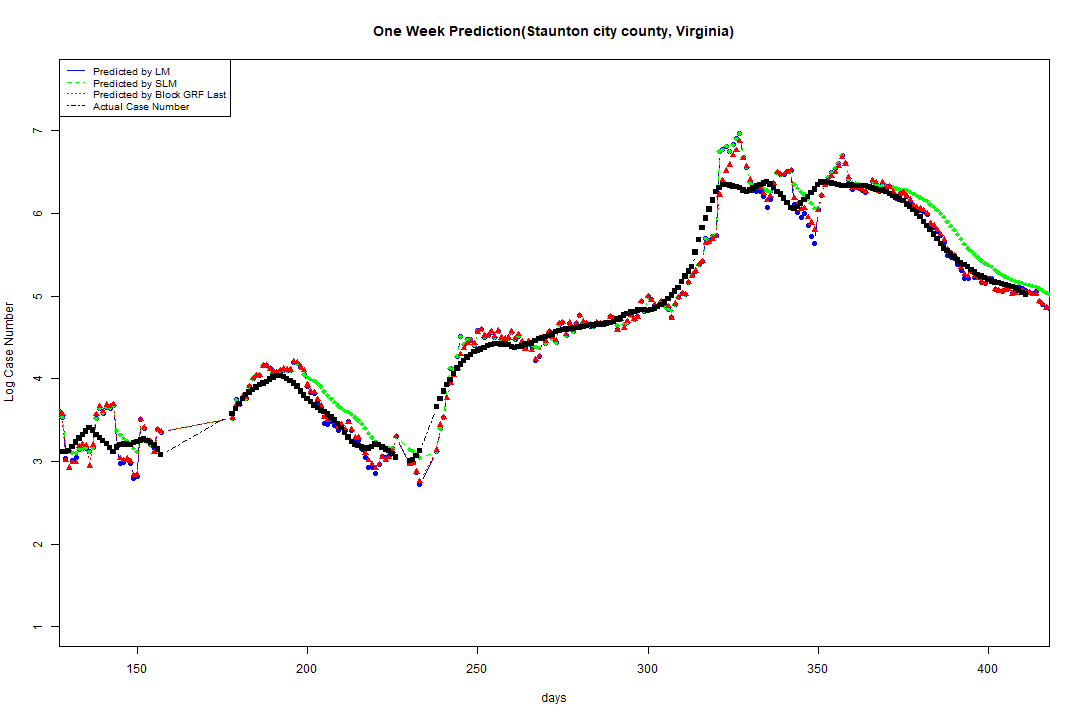 One Week Prediction(Staunton city county, Virginia)
Predicted by LM
Predicted by SLM
Predicted by Block GRF Last
Actual Case Number
Log Case Number
7
6
5
4
3
2
1
150 200 250 300 350 400
days